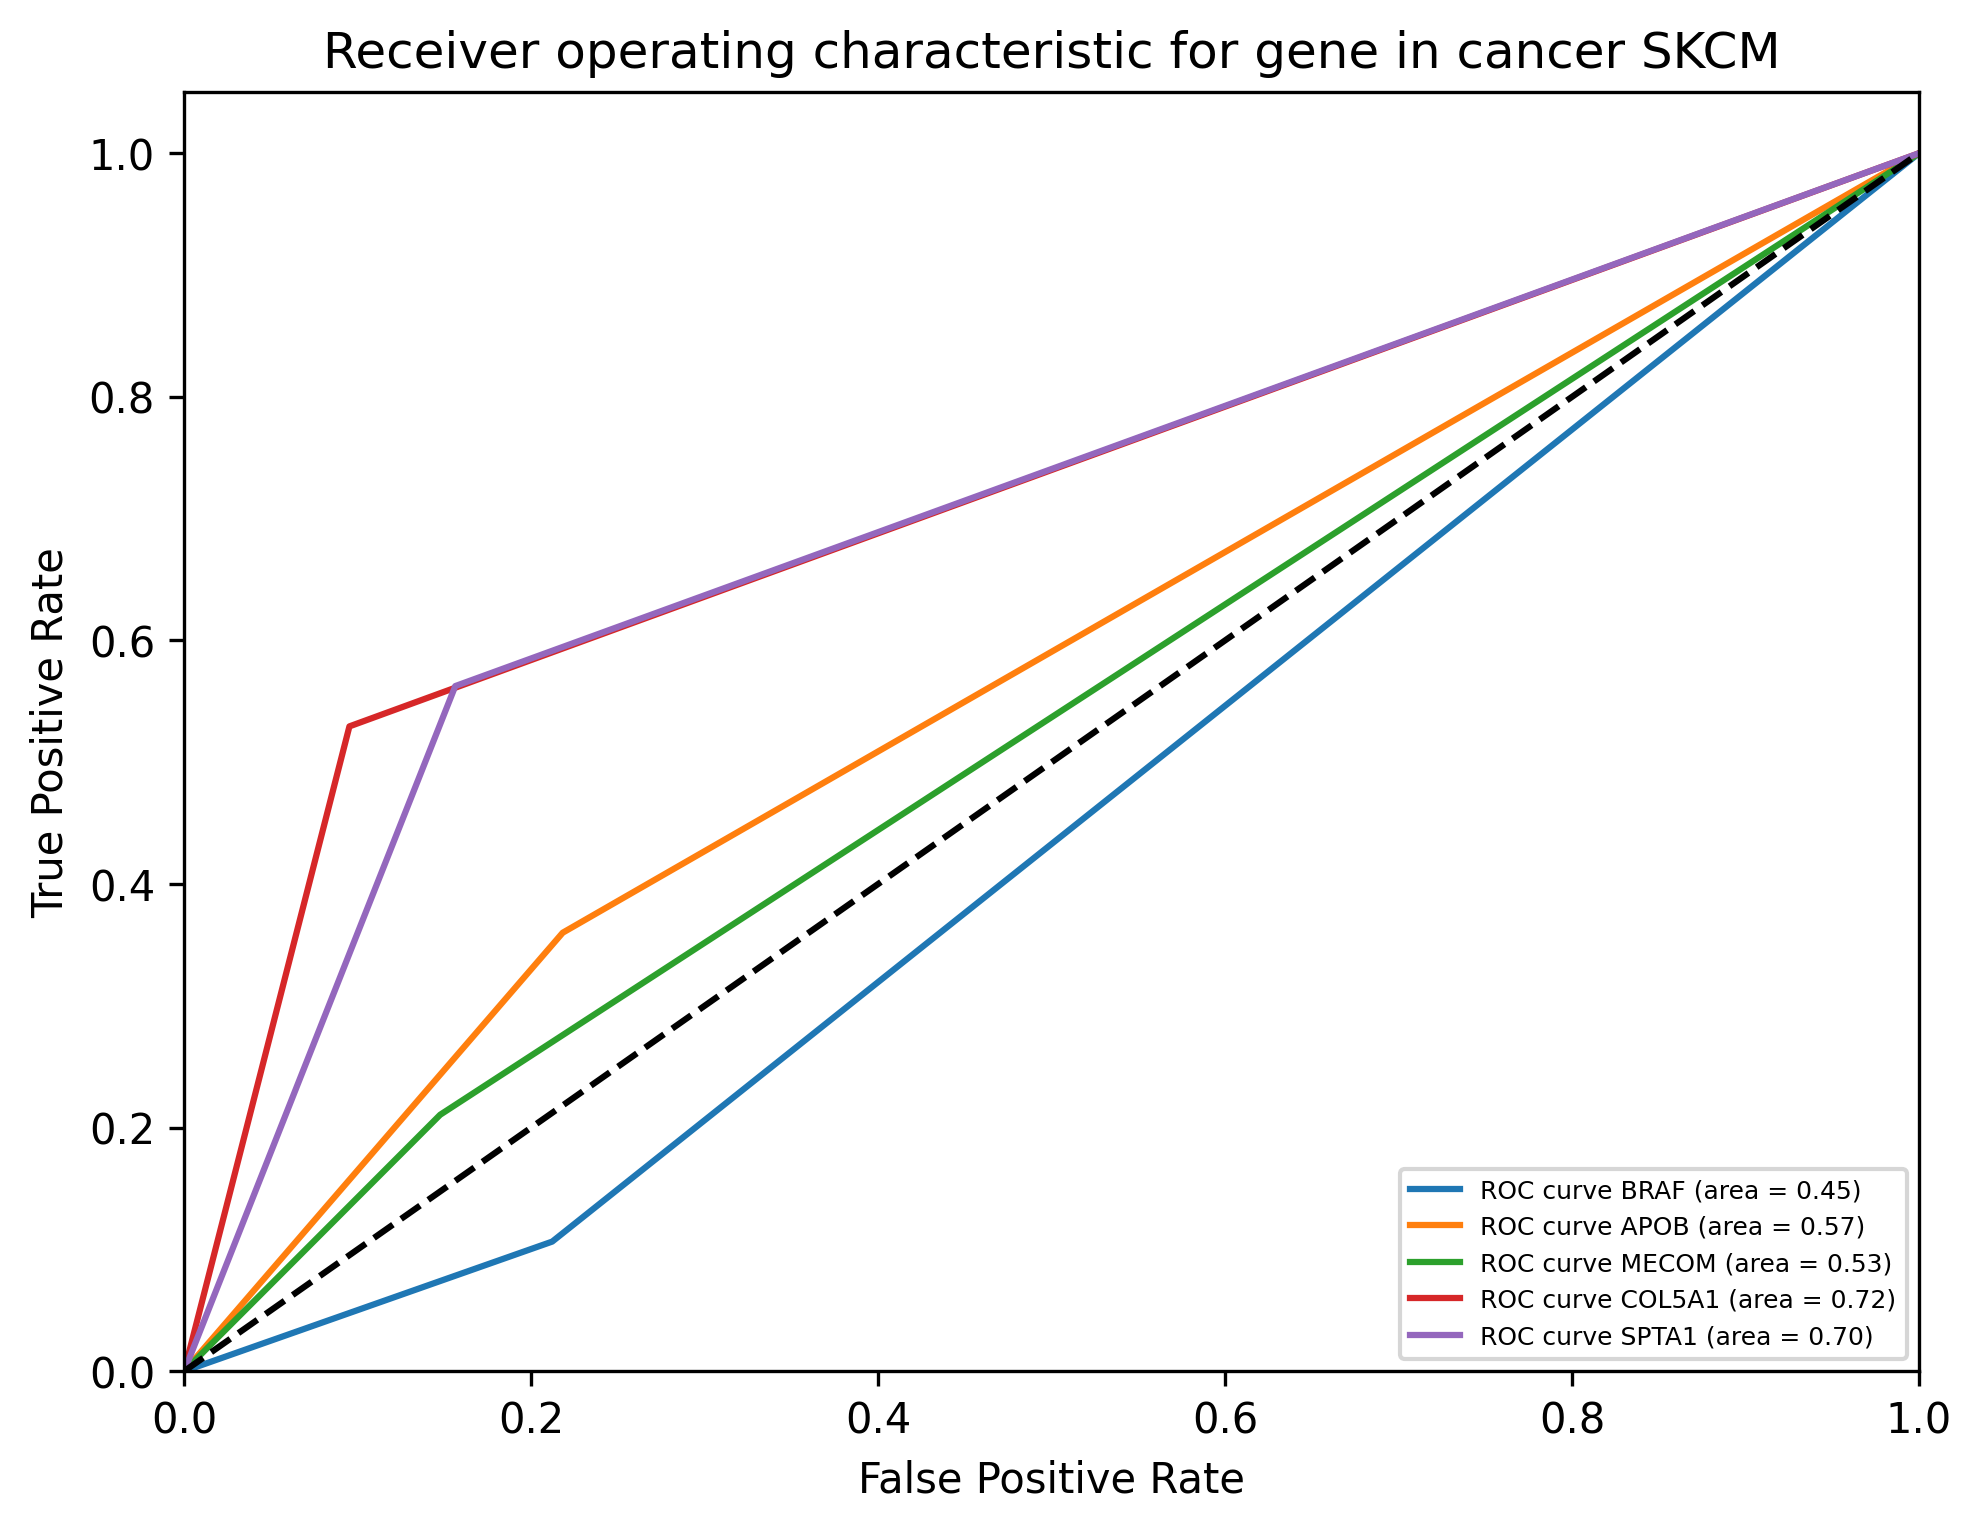 Receiver operating characteristic for gene in cancer SKCM
1.0
0.8
0.6
0.4
0.2
0.0
True Positive Rate
0.0 0.2 0.4 0.6 0.8 1.0
False Positive Rate
ROC curve BRAF (area = 0.45)
ROC curve APOB (area = 0.57)
ROC curve MECOM (area = 0.53)
ROC curve COL5A1 (area = 0.72)
ROC curve SPTA1 (area = 0.70)